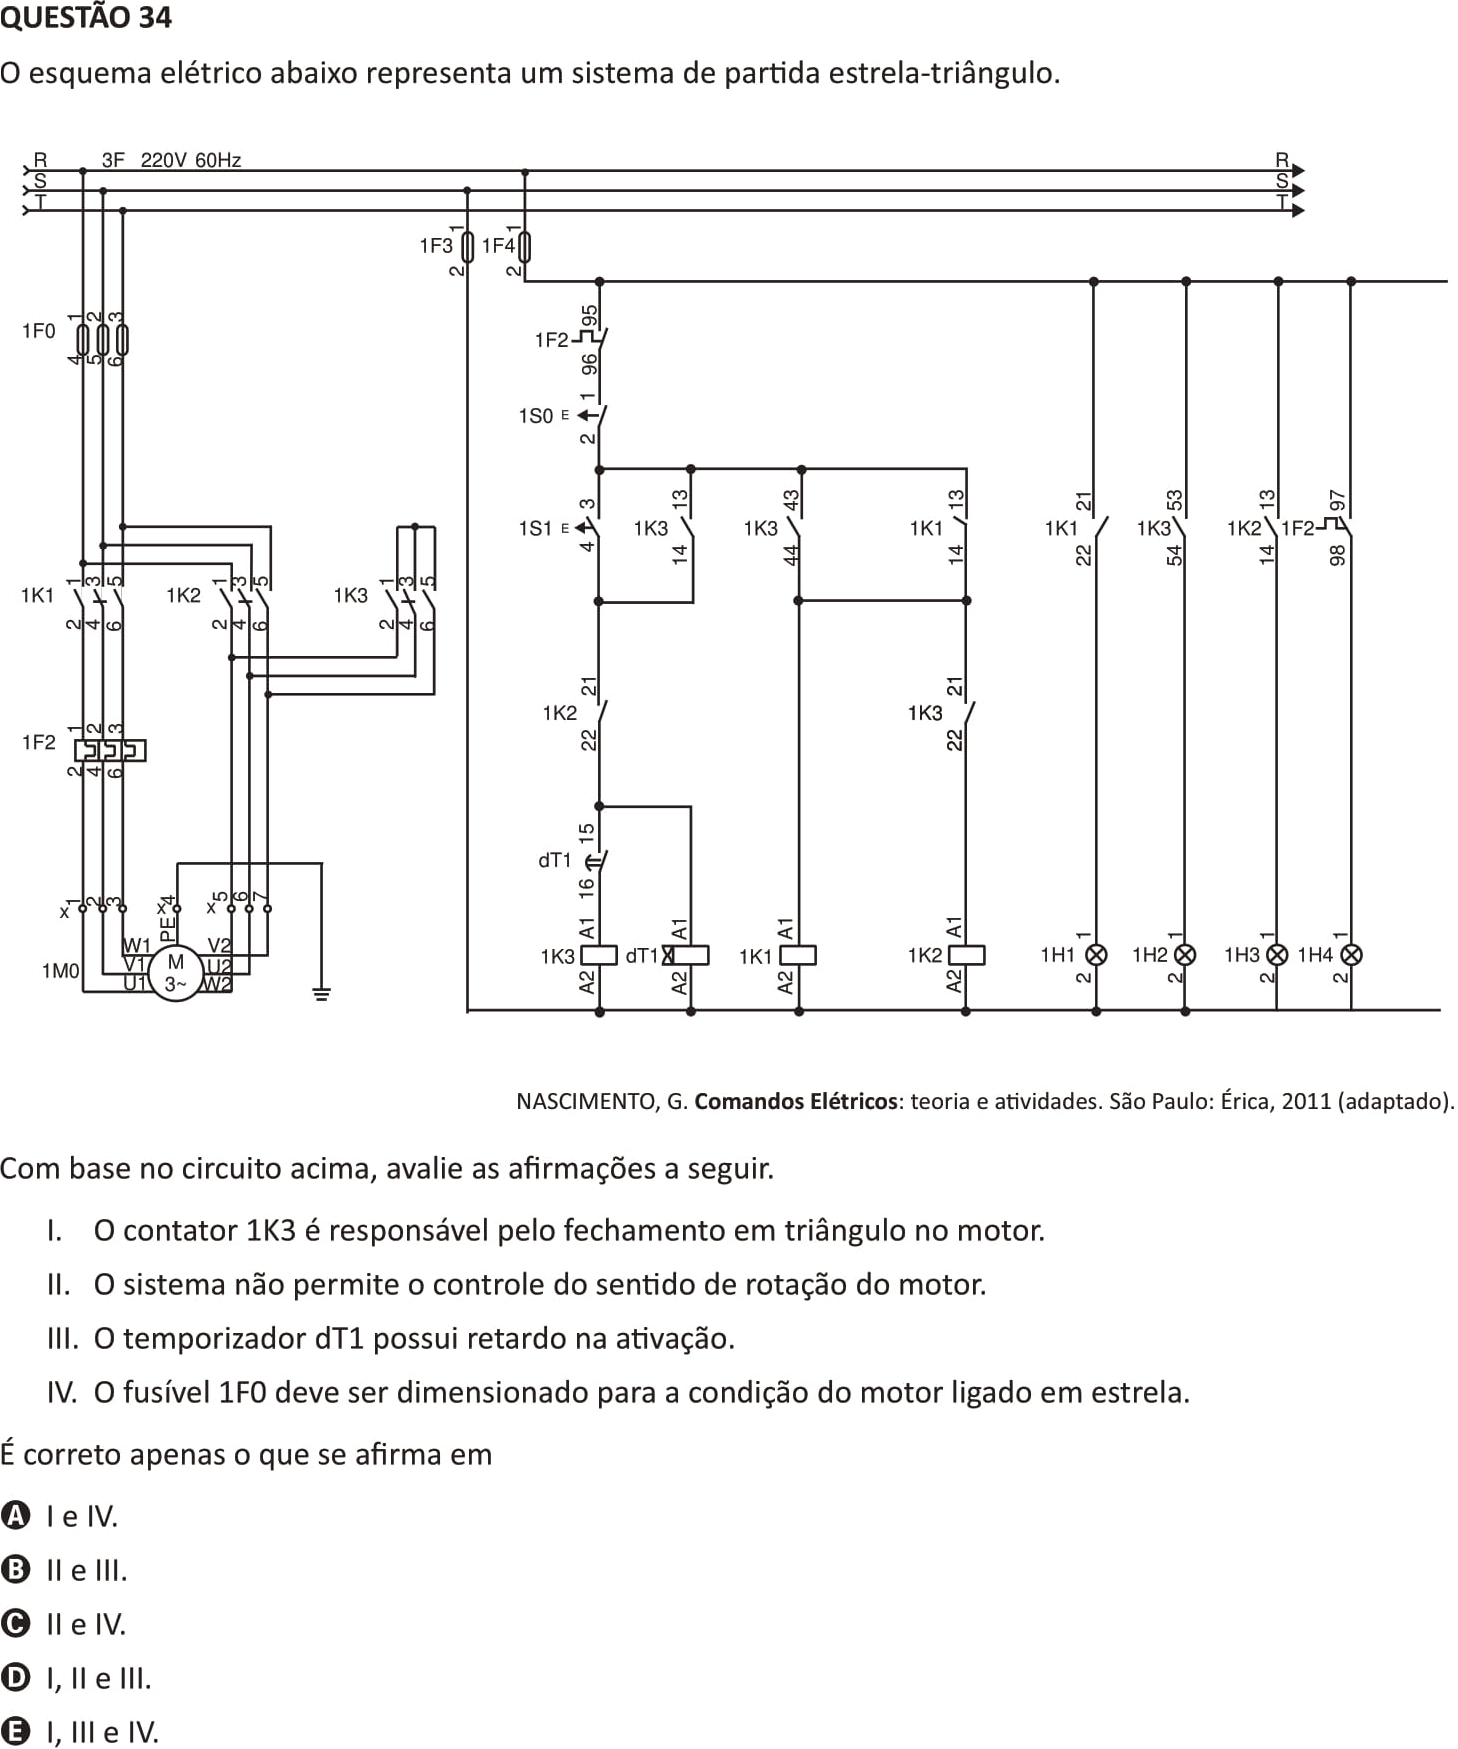 QUESTÃO 34
O esquema elétrico abaixo representa um sistema de partida estrela-triângulo.
R 3F 220V 60Hz R
S S
T T
1F3 1 2 1F4 1 2
1F0 1 2 3 4 5 6
1F2 95 96
1S0 E 1 2
1S1 E 3 4 1K3 13 14 1K3 43 44 1K1 13 14 1K1 21 22 1K3 53 54 1K2 13 14 1F2 97 98
1K1 1 3 5 2 4 6 1K2 1 3 5 2 4 6 1K3 1 3 5 2 4 6
1K2 21 22 1K3 21 22
1F2 1 2 3 2 4 6
dT1 15 16
x 1 2 3 x 4 PE x 5 6 7
1K3 A1 A2 dT1 A1 A2 1K1 A1 A2 1K2 A1 A2 1H1 1 2 1H2 1 2 1H3 1 2 1H4 1 2
W1 V2
1M0 V1 M U2
U1 3~ W2
NASCIMENTO, G. Comandos Elétricos: teoria e atividades. São Paulo: Érica, 2011 (adaptado).
Com base no circuito acima, avalie as afirmações a seguir.
I. O contator 1K3 é responsável pelo fechamento em triângulo no motor.
II. O sistema não permite o controle do sentido de rotação do motor.
III. O temporizador dT1 possui retardo na ativação.
IV. O fusível 1F0 deve ser dimensionado para a condição do motor ligado em estrela.
É correto apenas o que se afirma em
A I e IV.
B II e III.
C II e IV.
D I, II e III.
E I, III e IV.